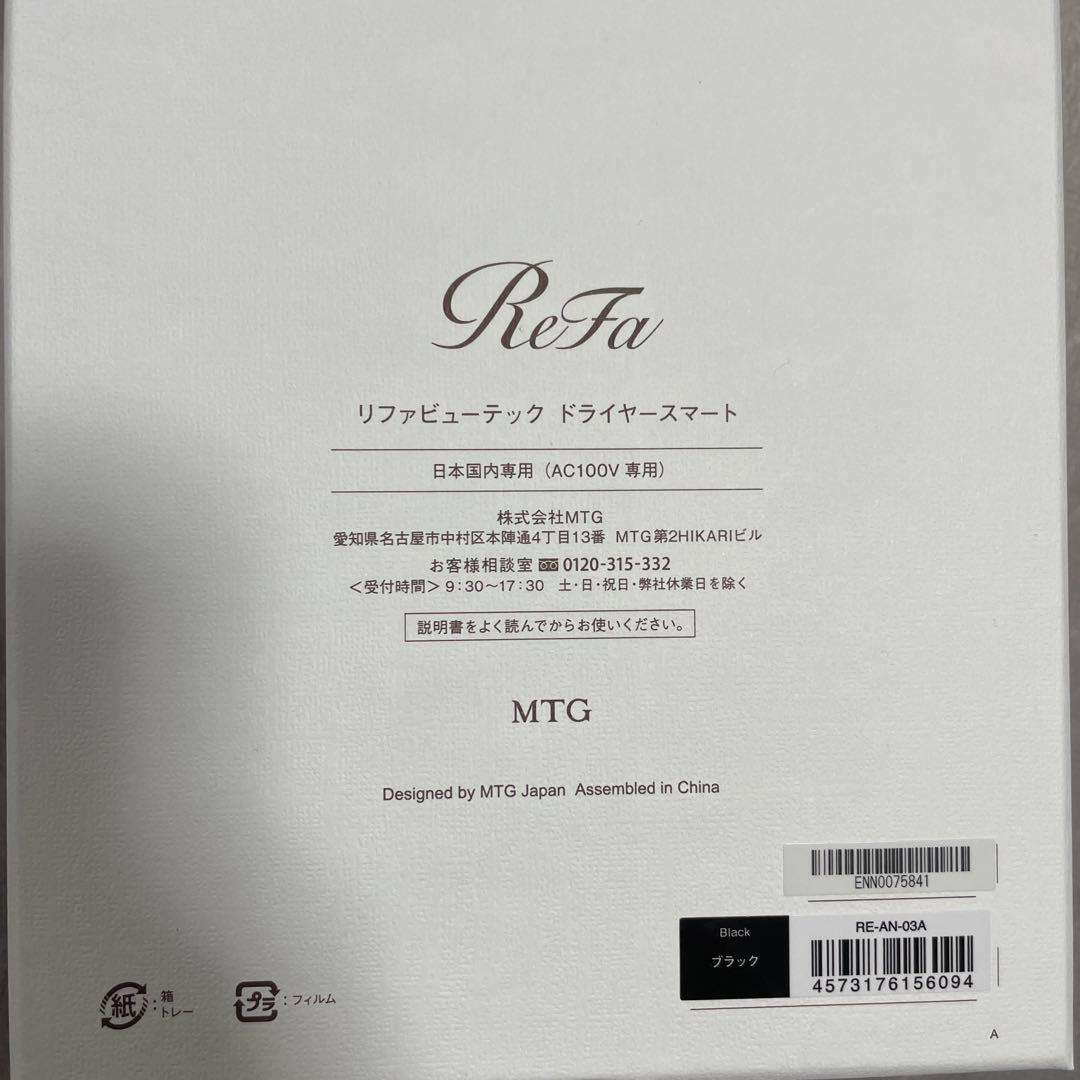 ReFa
リファビューテック ドライヤースマート
日本国内専用（AC100V 専用）
株式会社MTG
愛知県名古屋市中村区本陣通4丁目13番 MTG第2HIKARIビル
お客様相談室 0120-315-332
＜受付時間＞9:30～17:30 土・日・祝日・弊社休業日を除く
説明書をよく読んでからお使いください。
MTG
Designed by MTG Japan Assembled in China
ENN0075841
Black
ブラック
RE-AN-03A
4573176156094
紙：箱
トレー
プラ：フィルム
A